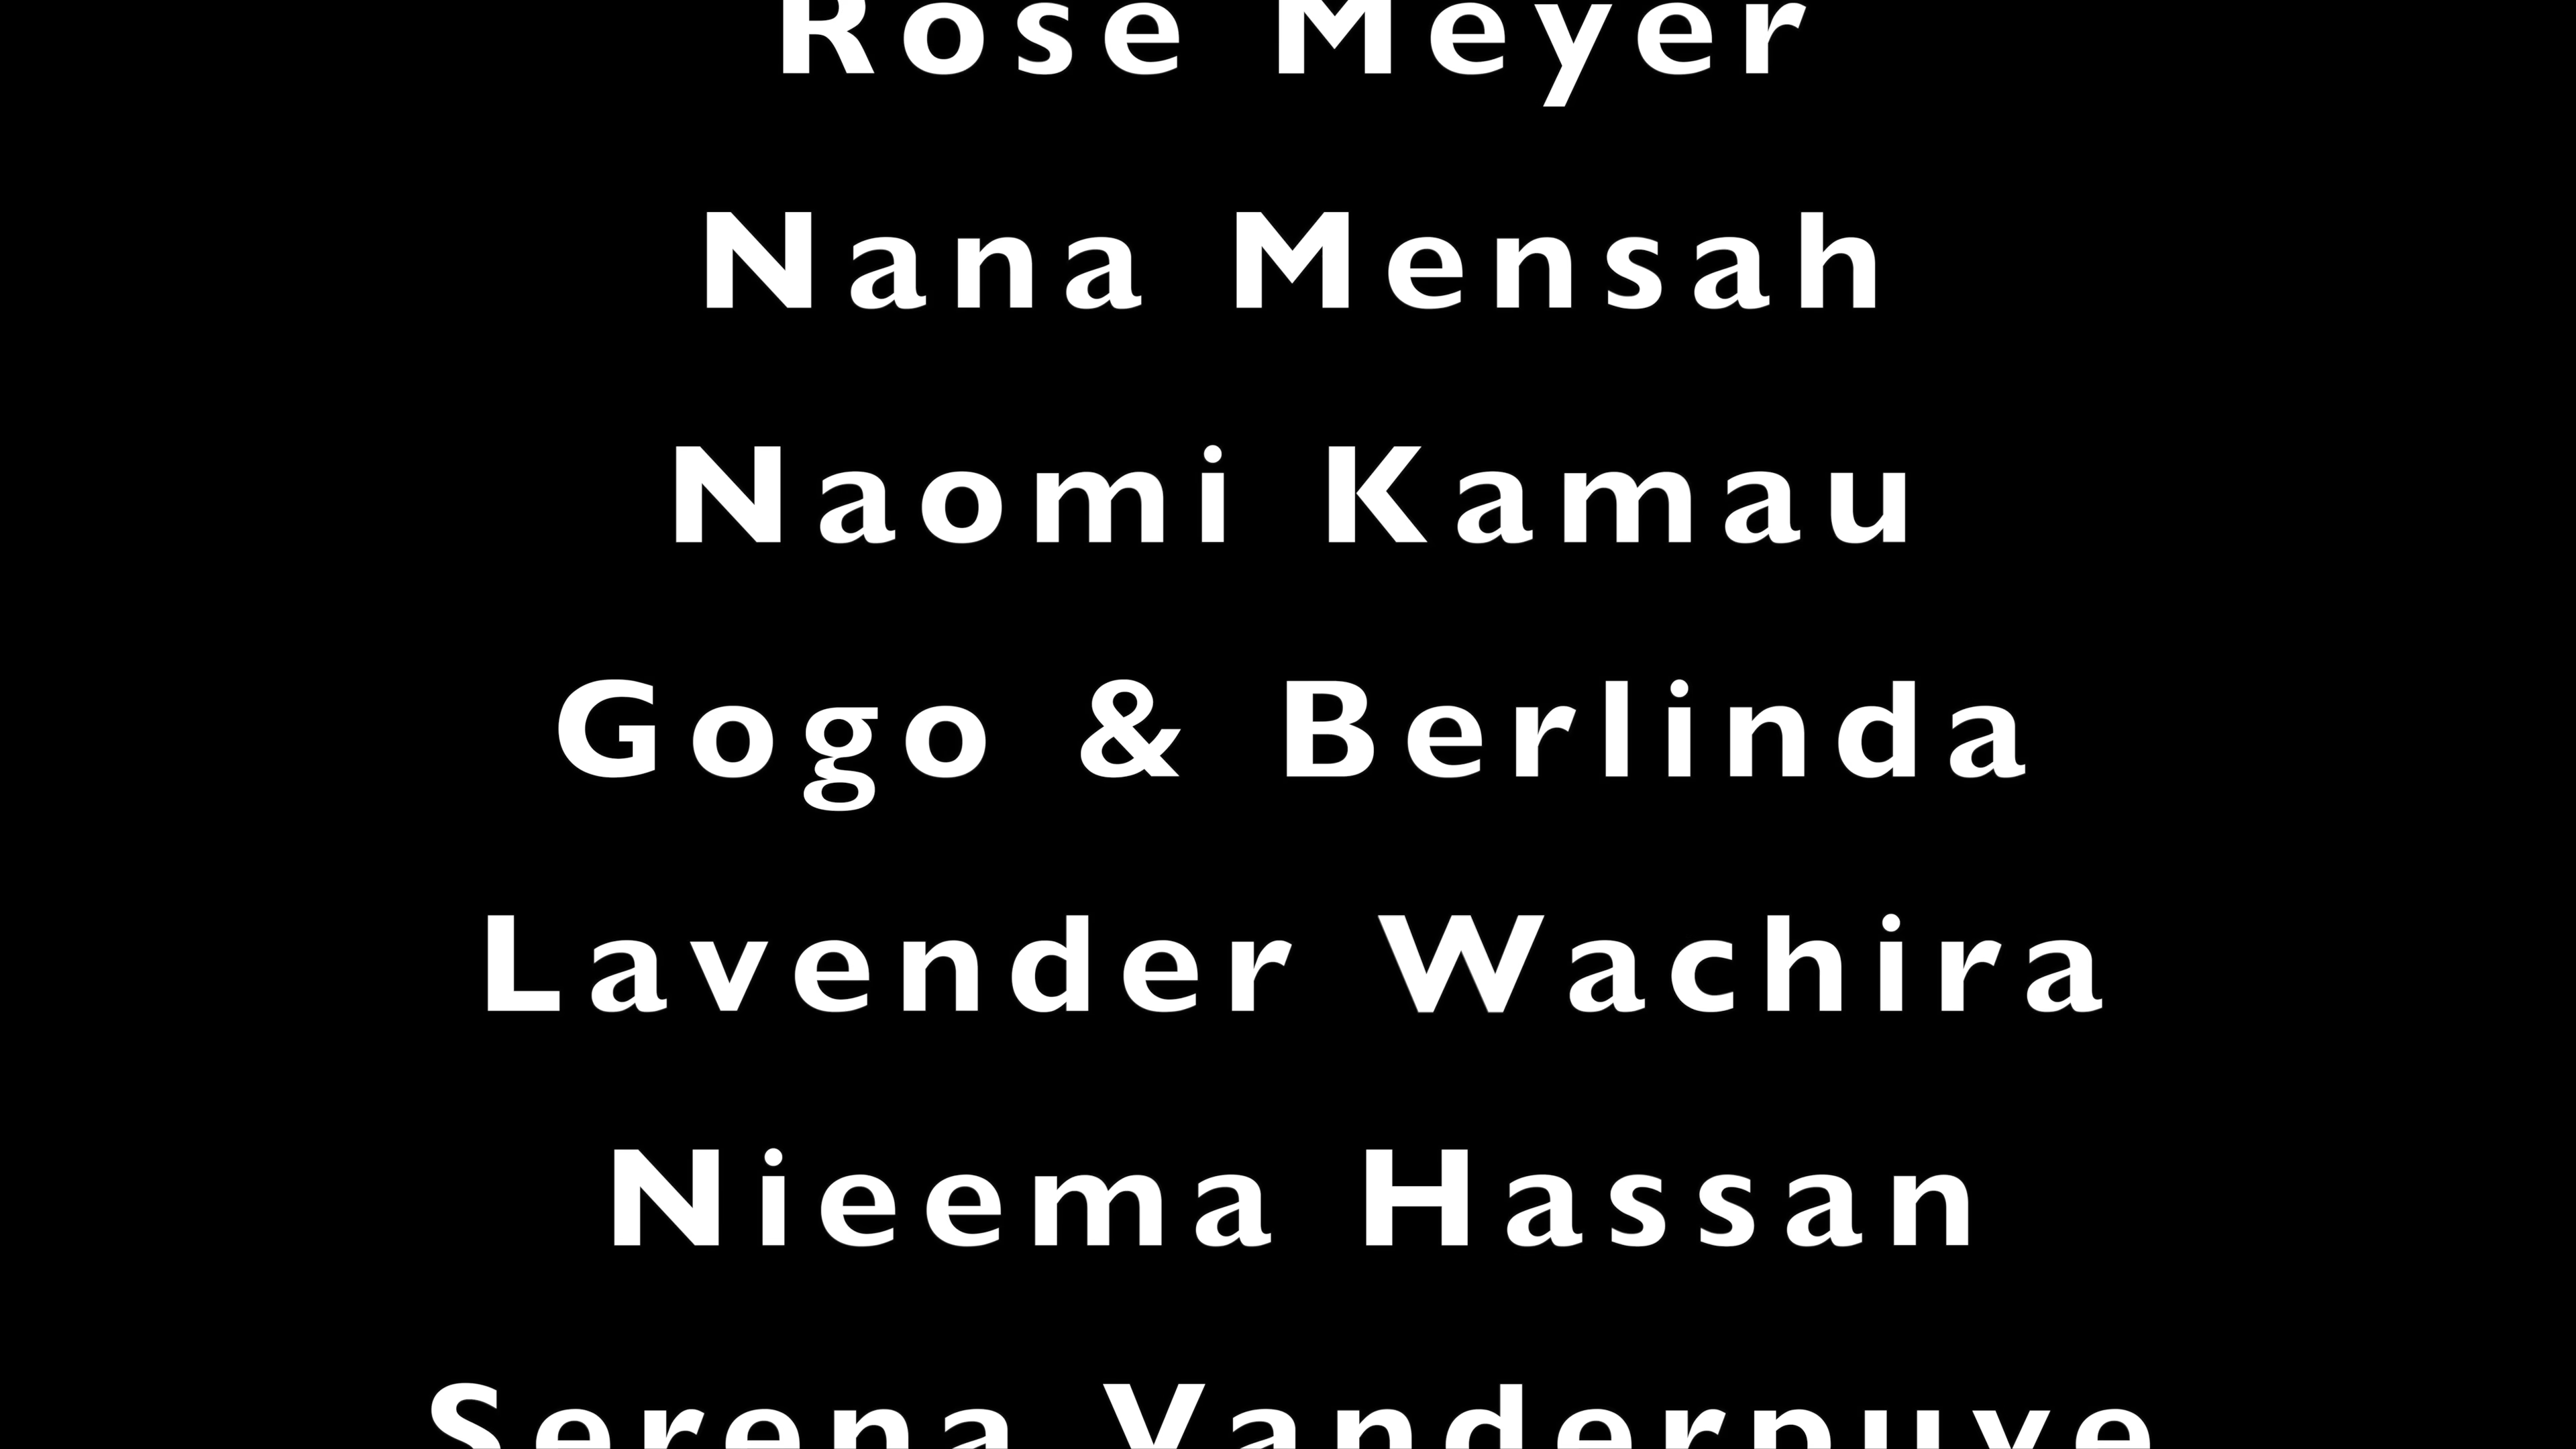 Rose Meyer
Nana Mensah
Naomi Kamau
Gogo & Berlinda
Lavender Wachira
Nieema Hassan
Serena Vanderpuye